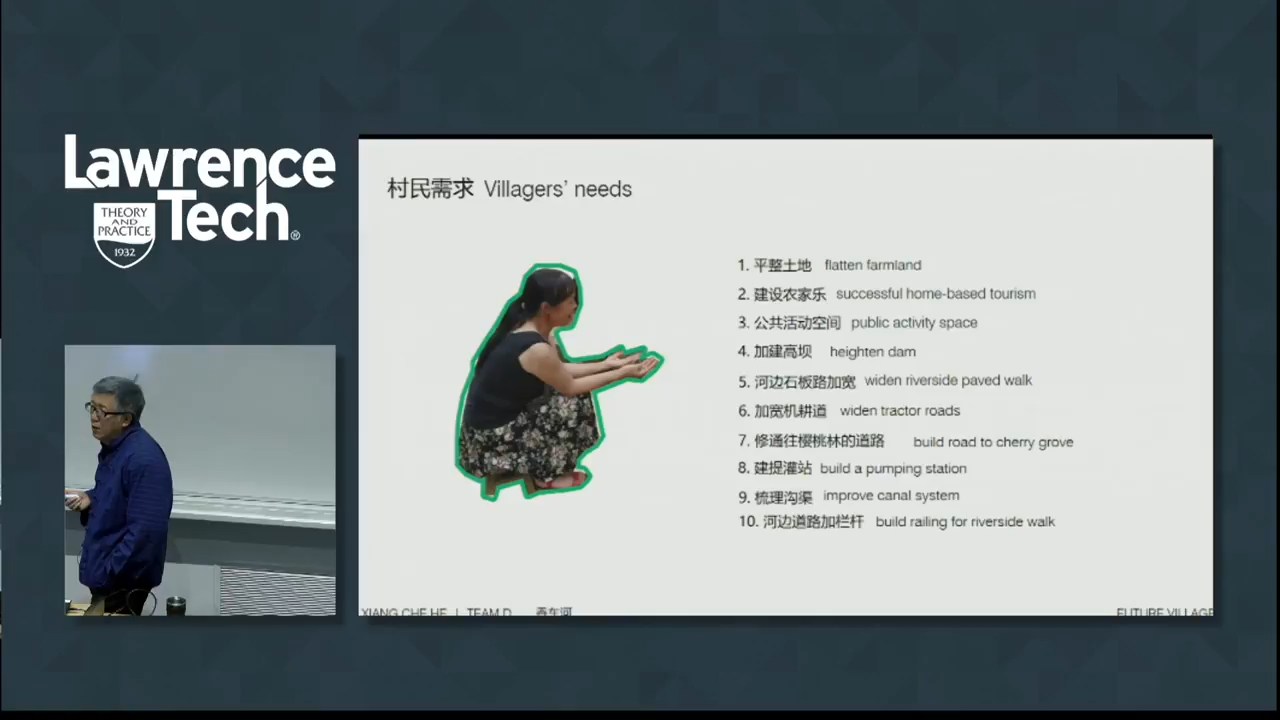 Lawrence
Tech®
THEORY
AND
PRACTICE
1932
村民需求 Villagers' needs
1. 平整土地 flatten farmland
2. 建设农家乐 successful home-based tourism
3. 公共活动空间 public activity space
4. 加建高坝 heighten dam
5. 河边石板路加宽 widen riverside paved walk
6. 加宽机耕道 widen tractor roads
7. 修通往樱桃林的道路 build road to cherry grove
8. 建提灌站 build a pumping station
9. 梳理沟渠 improve canal system
10. 河边道路加栏杆 build railing for riverside walk
XIANG CHE HE | TEAM D 香车河
FUTURE VILLAGE